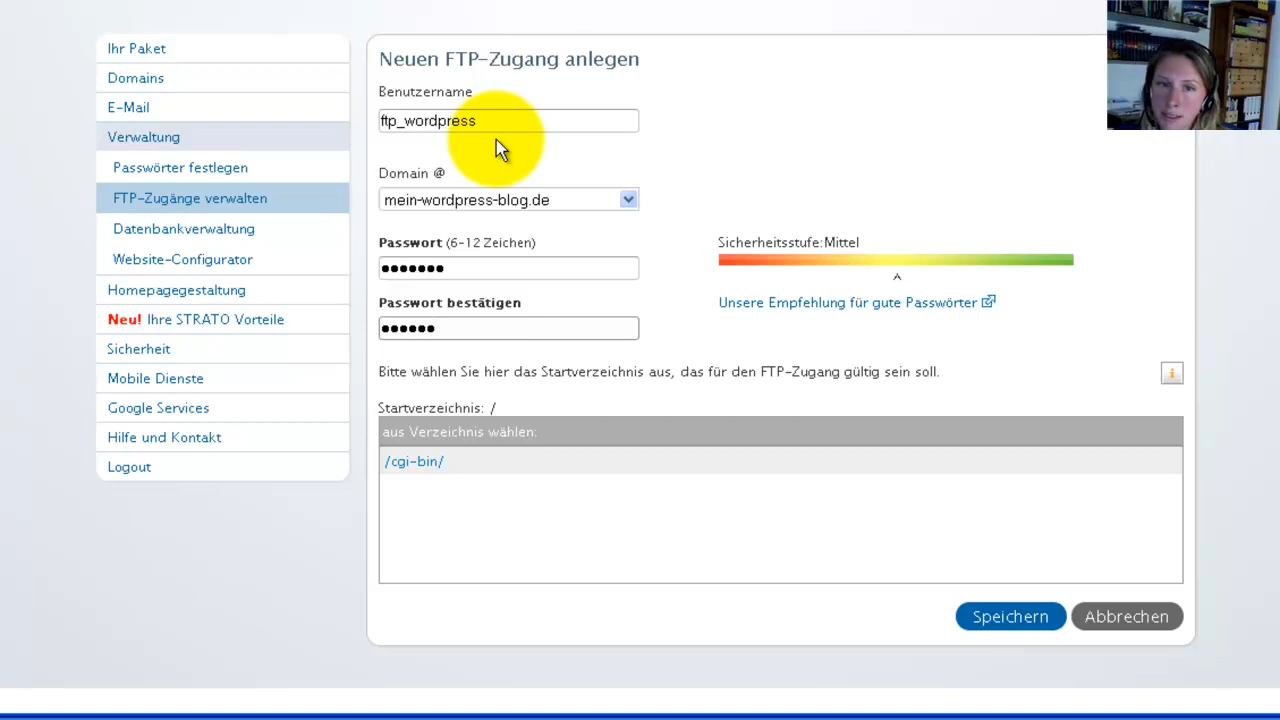 Ihr Paket
Domains
E-Mail
Verwaltung
Passwörter festlegen
FTP-Zugänge verwalten
Datenbankverwaltung
Website-Configurator
Homepagegestaltung
Neu! Ihre STRATO Vorteile
Sicherheit
Mobile Dienste
Google Services
Hilfe und Kontakt
Logout
Neuen FTP-Zugang anlegen
Benutzername
ftp_wordpress
Domain @
mein-wordpress-blog.de
Passwort (6-12 Zeichen)
•••••••
Sicherheitsstufe:Mittel
Passwort bestätigen
••••••
Unsere Empfehlung für gute Passwörter
Bitte wählen Sie hier das Startverzeichnis aus, das für den FTP-Zugang gültig sein soll.
Startverzeichnis: /
aus Verzeichnis wählen:
/cgi-bin/
Speichern
Abbrechen